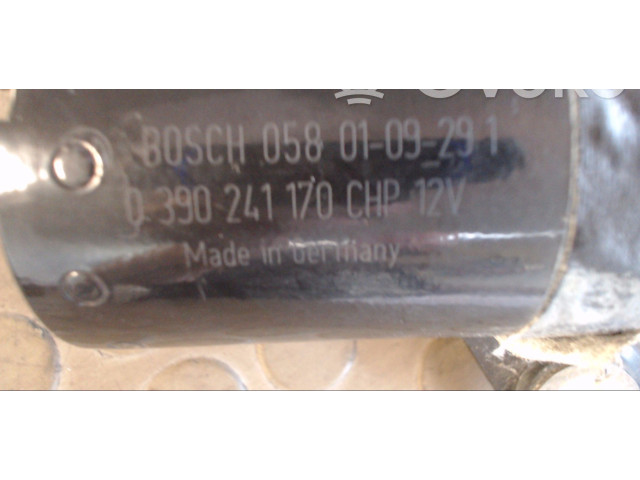 BOSCH 058 01-09-29 1
0 390 241 170 CHP 12V
Made in Germany